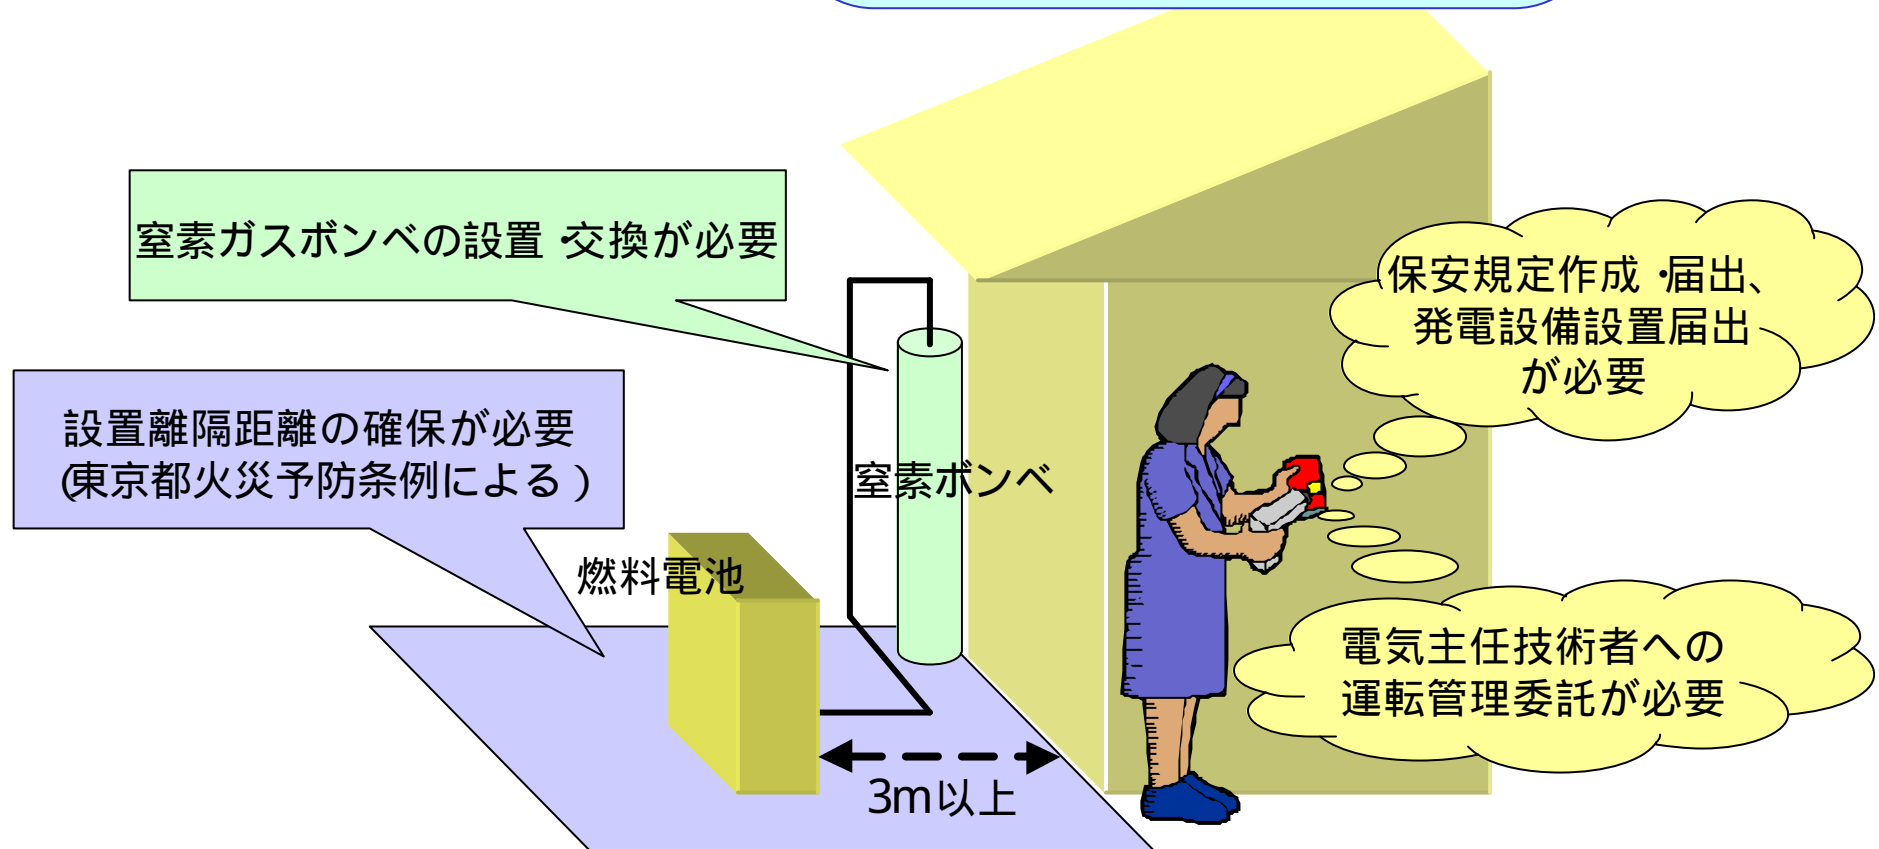 窒素ガスボンベの設置・交換が必要
保安規定作成・届出、
発電設備設置届出
が必要
設置離隔距離の確保が必要
(東京都火災予防条例による)
窒素ボンベ
燃料電池
電気主任技術者への
運転管理委託が必要
3m以上